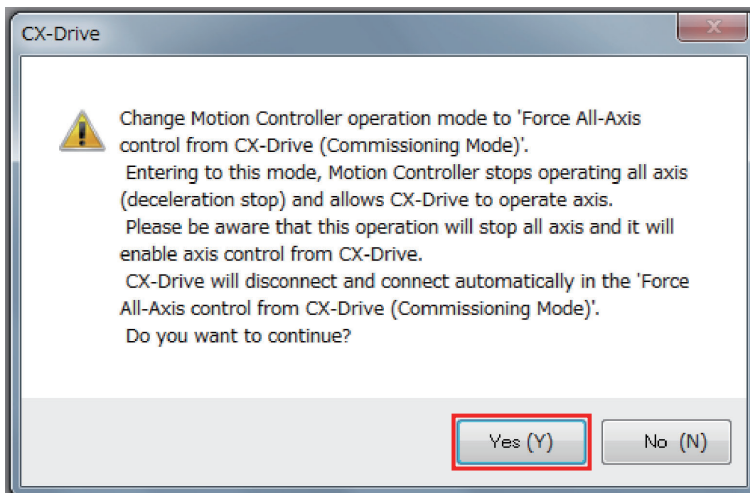 CX-Drive
Change Motion Controller operation mode to 'Force All-Axis
control from CX-Drive (Commissioning Mode)'.
Entering to this mode, Motion Controller stops operating all axis
(deceleration stop) and allows CX-Drive to operate axis.
Please be aware that this operation will stop all axis and it will
enable axis control from CX-Drive.
CX-Drive will disconnect and connect automatically in the 'Force
All-Axis control from CX-Drive (Commissioning Mode)'.
Do you want to continue?
Yes (Y)
No (N)